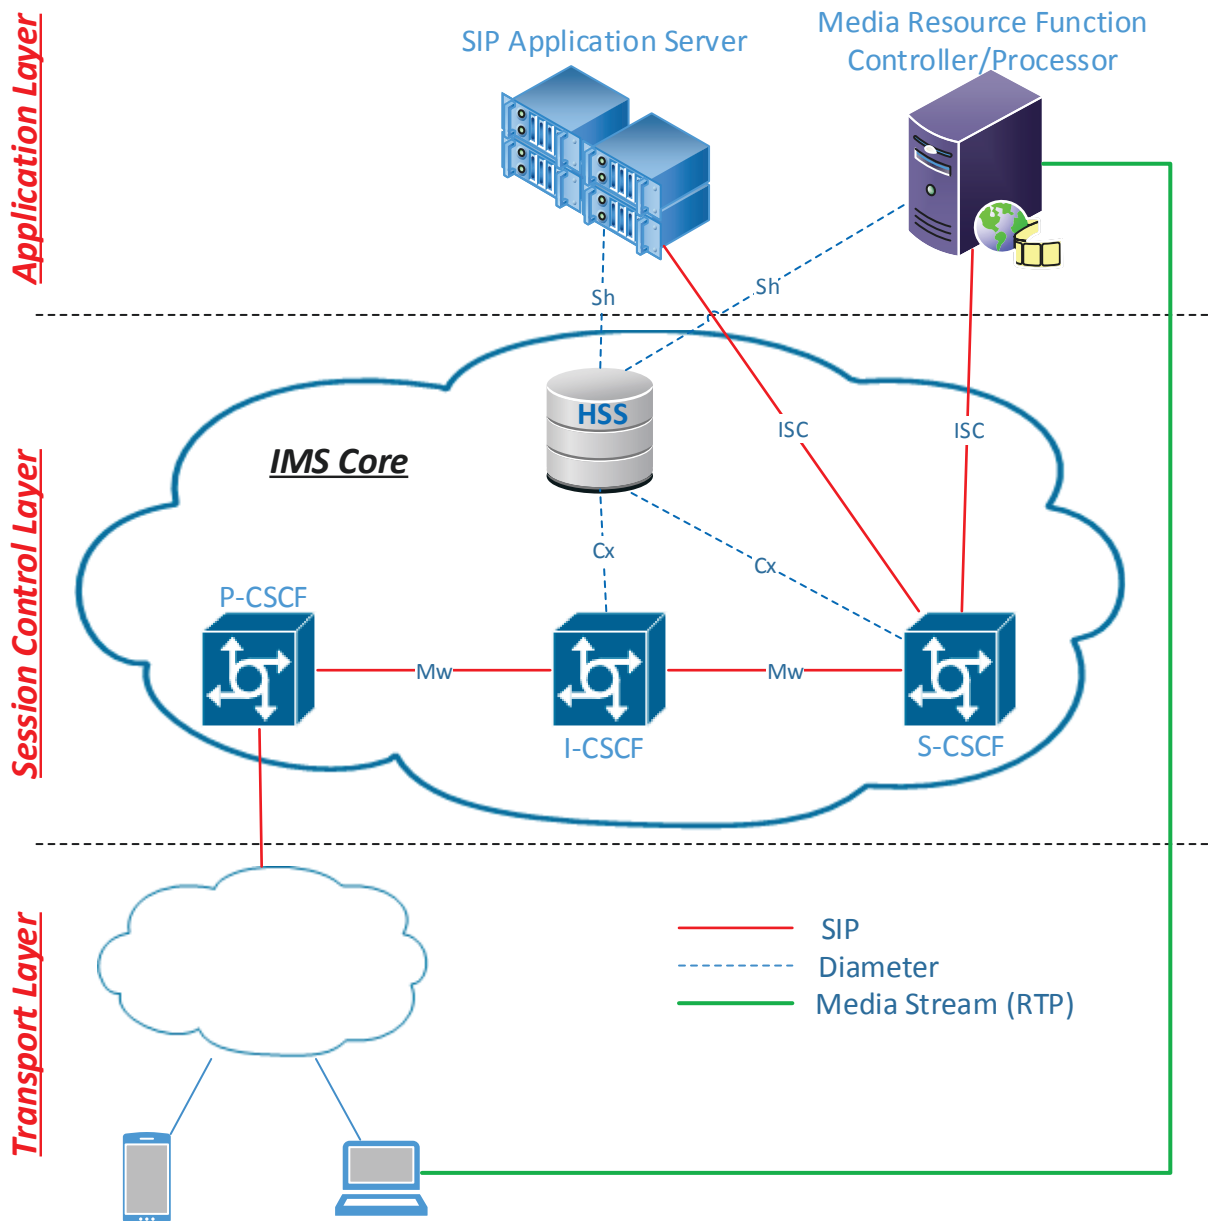 Application Layer
SIP Application Server
Media Resource Function
Controller/Processor
Sh
Sh
Session Control Layer
HSS
ISC
ISC
IMS Core
Cx
Cx
P-CSCF
Mw
Mw
I-CSCF
S-CSCF
Transport Layer
SIP
Diameter
Media Stream (RTP)